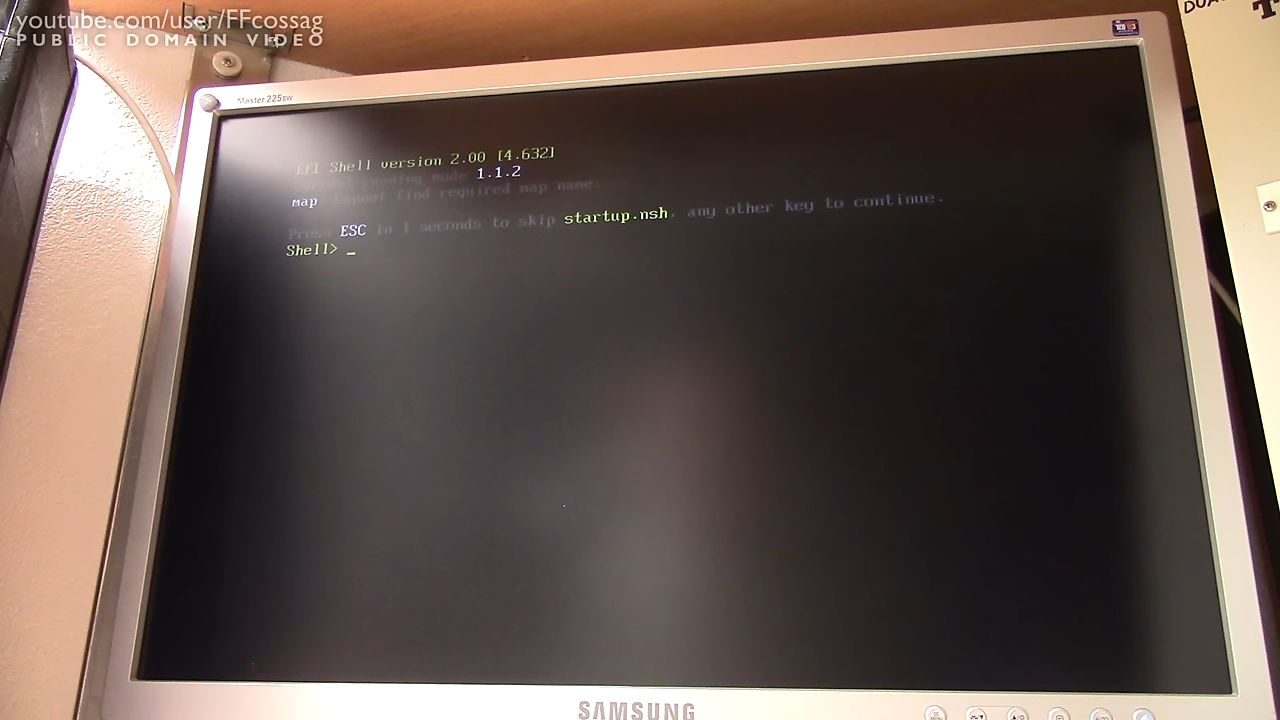 youtube.com/user/FFcossag
PUBLIC DOMAIN VIDEO
Master 225BW
EFI Shell version 2.00 [4.632]
Current running mode 1.1.2
map Cannot find required map name.
Press ESC in 1 seconds to skip startup.nsh, any other key to continue.
Shell> _
SAMSUNG